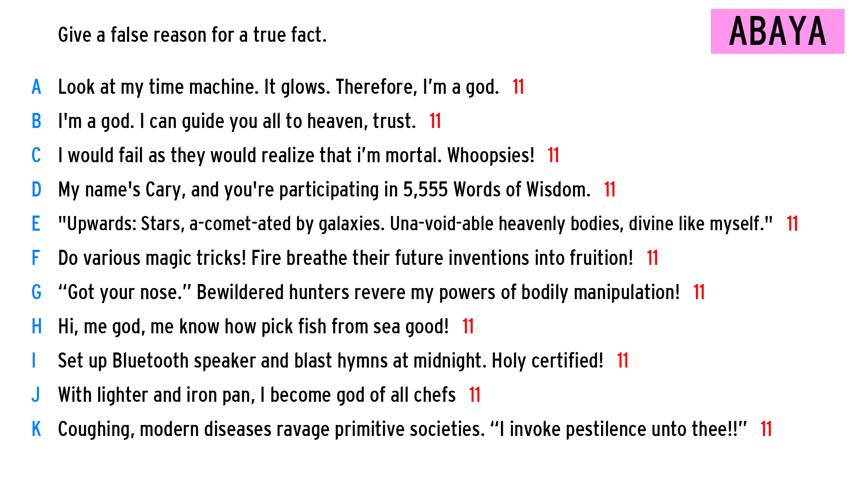 Give a false reason for a true fact.
ABAYA
A Look at my time machine. It glows. Therefore, I'm a god. 11
B I'm a god. I can guide you all to heaven, trust. 11
C I would fail as they would realize that i'm mortal. Whoopsies! 11
D My name's Cary, and you're participating in 5,555 Words of Wisdom. 11
E "Upwards: Stars, a-comet-ated by galaxies. Una-void-able heavenly bodies, divine like myself." 11
F Do various magic tricks! Fire breathe their future inventions into fruition! 11
G “Got your nose.” Bewildered hunters revere my powers of bodily manipulation! 11
H Hi, me god, me know how pick fish from sea good! 11
I Set up Bluetooth speaker and blast hymns at midnight. Holy certified! 11
J With lighter and iron pan, I become god of all chefs 11
K Coughing, modern diseases ravage primitive societies. “I invoke pestilence unto thee!!” 11